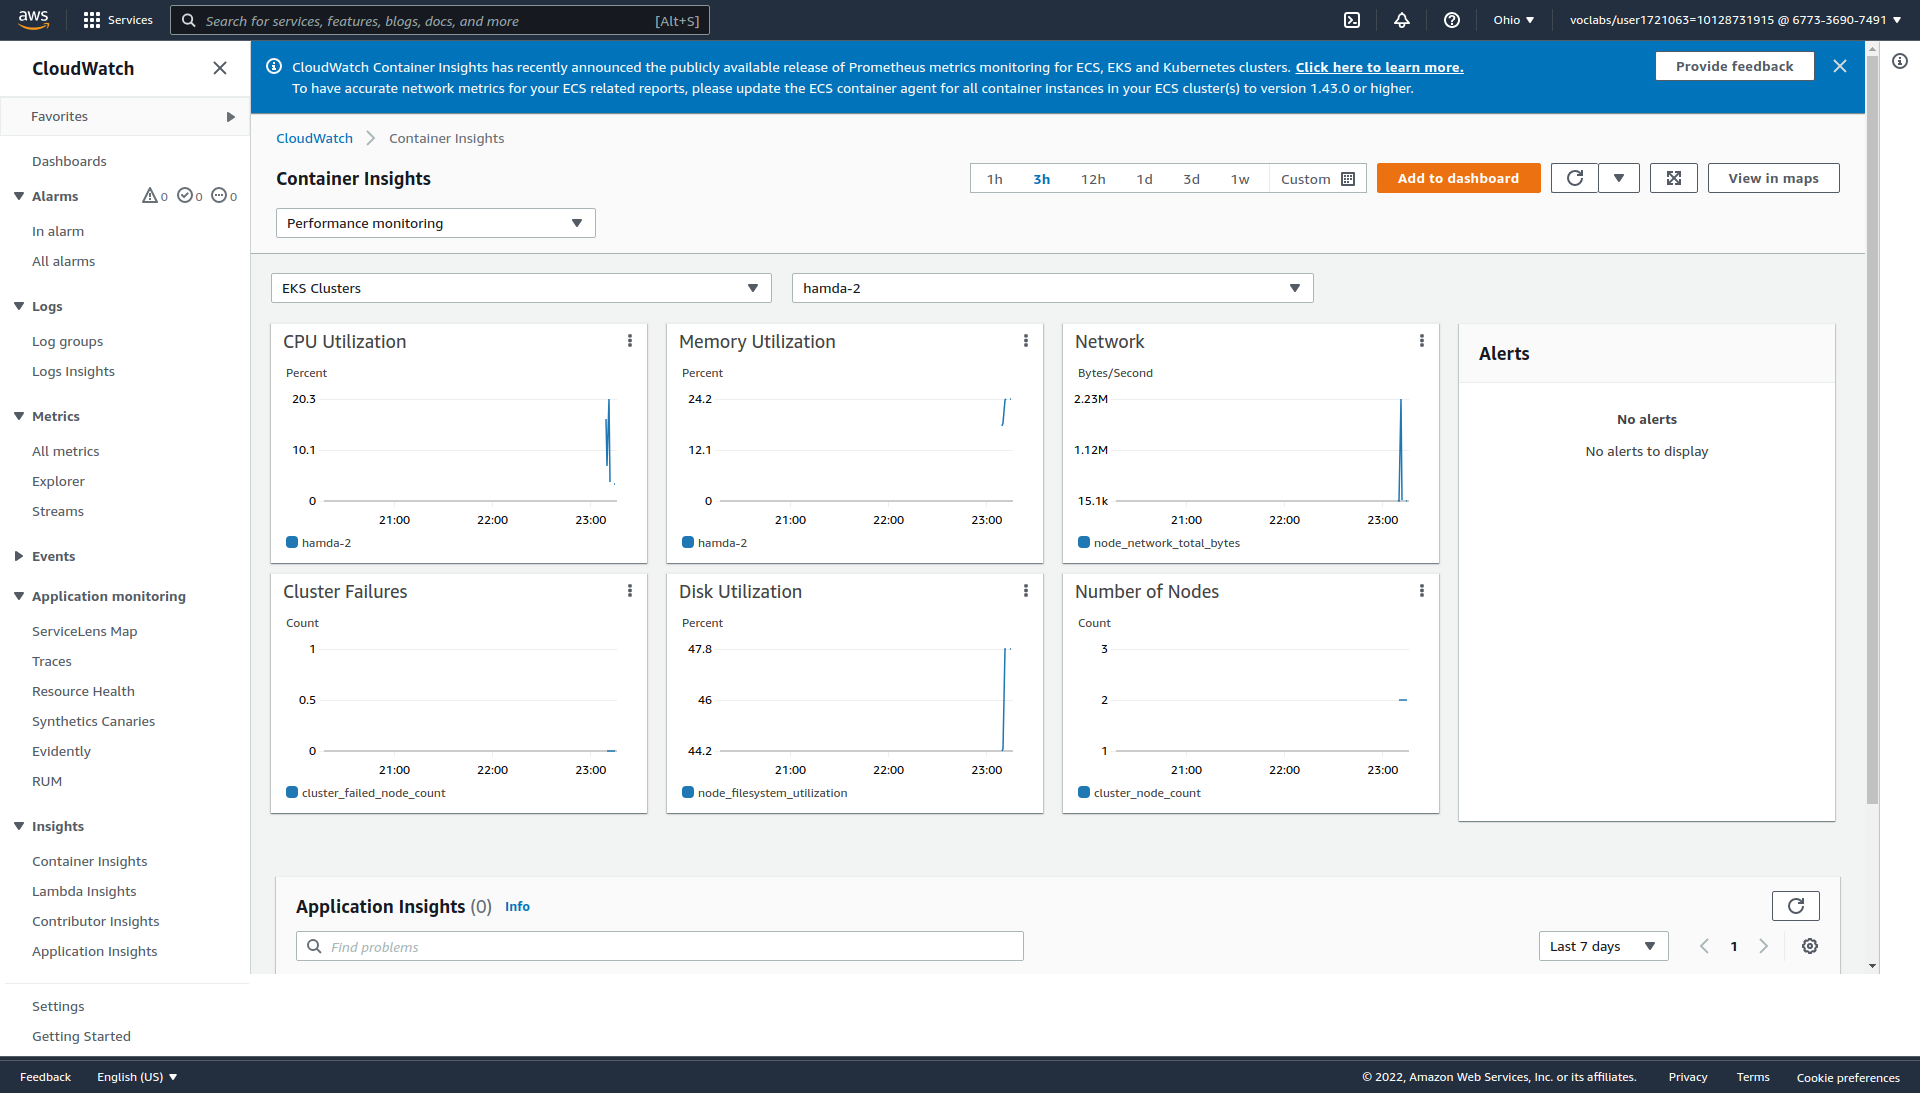 aws
Services
Search for services, features, blogs, docs, and more
[Alt+S]
Ohio
voclabs/user1721063=10128731915 @ 6773-3690-7491
CloudWatch
Favorites
Dashboards
Alarms
0
0
0
In alarm
All alarms
Logs
Log groups
Logs Insights
Metrics
All metrics
Explorer
Streams
Events
Application monitoring
ServiceLens Map
Traces
Resource Health
Synthetics Canaries
Evidently
RUM
Insights
Container Insights
Lambda Insights
Contributor Insights
Application Insights
Settings
Getting Started
CloudWatch Container Insights has recently announced the publicly available release of Prometheus metrics monitoring for ECS, EKS and Kubernetes clusters. Click here to learn more.
To have accurate network metrics for your ECS related reports, please update the ECS container agent for all container instances in your ECS cluster(s) to version 1.43.0 or higher.
Provide feedback
CloudWatch
Container Insights
Container Insights
1h
3h
12h
1d
3d
1w
Custom
Add to dashboard
View in maps
Performance monitoring
EKS Clusters
hamda-2
CPU Utilization
Percent
20.3
10.1
0
21:00
22:00
23:00
hamda-2
Memory Utilization
Percent
24.2
12.1
0
21:00
22:00
23:00
hamda-2
Network
Bytes/Second
2.23M
1.12M
15.1k
21:00
22:00
23:00
node_network_total_bytes
Alerts
No alerts
No alerts to display
Cluster Failures
Count
1
0.5
0
21:00
22:00
23:00
cluster_failed_node_count
Disk Utilization
Percent
47.8
46
44.2
21:00
22:00
23:00
node_filesystem_utilization
Number of Nodes
Count
3
2
1
21:00
22:00
23:00
cluster_node_count
Application Insights (0)
Info
Find problems
Last 7 days
1
Feedback
English (US)
© 2022, Amazon Web Services, Inc. or its affiliates.
Privacy
Terms
Cookie preferences